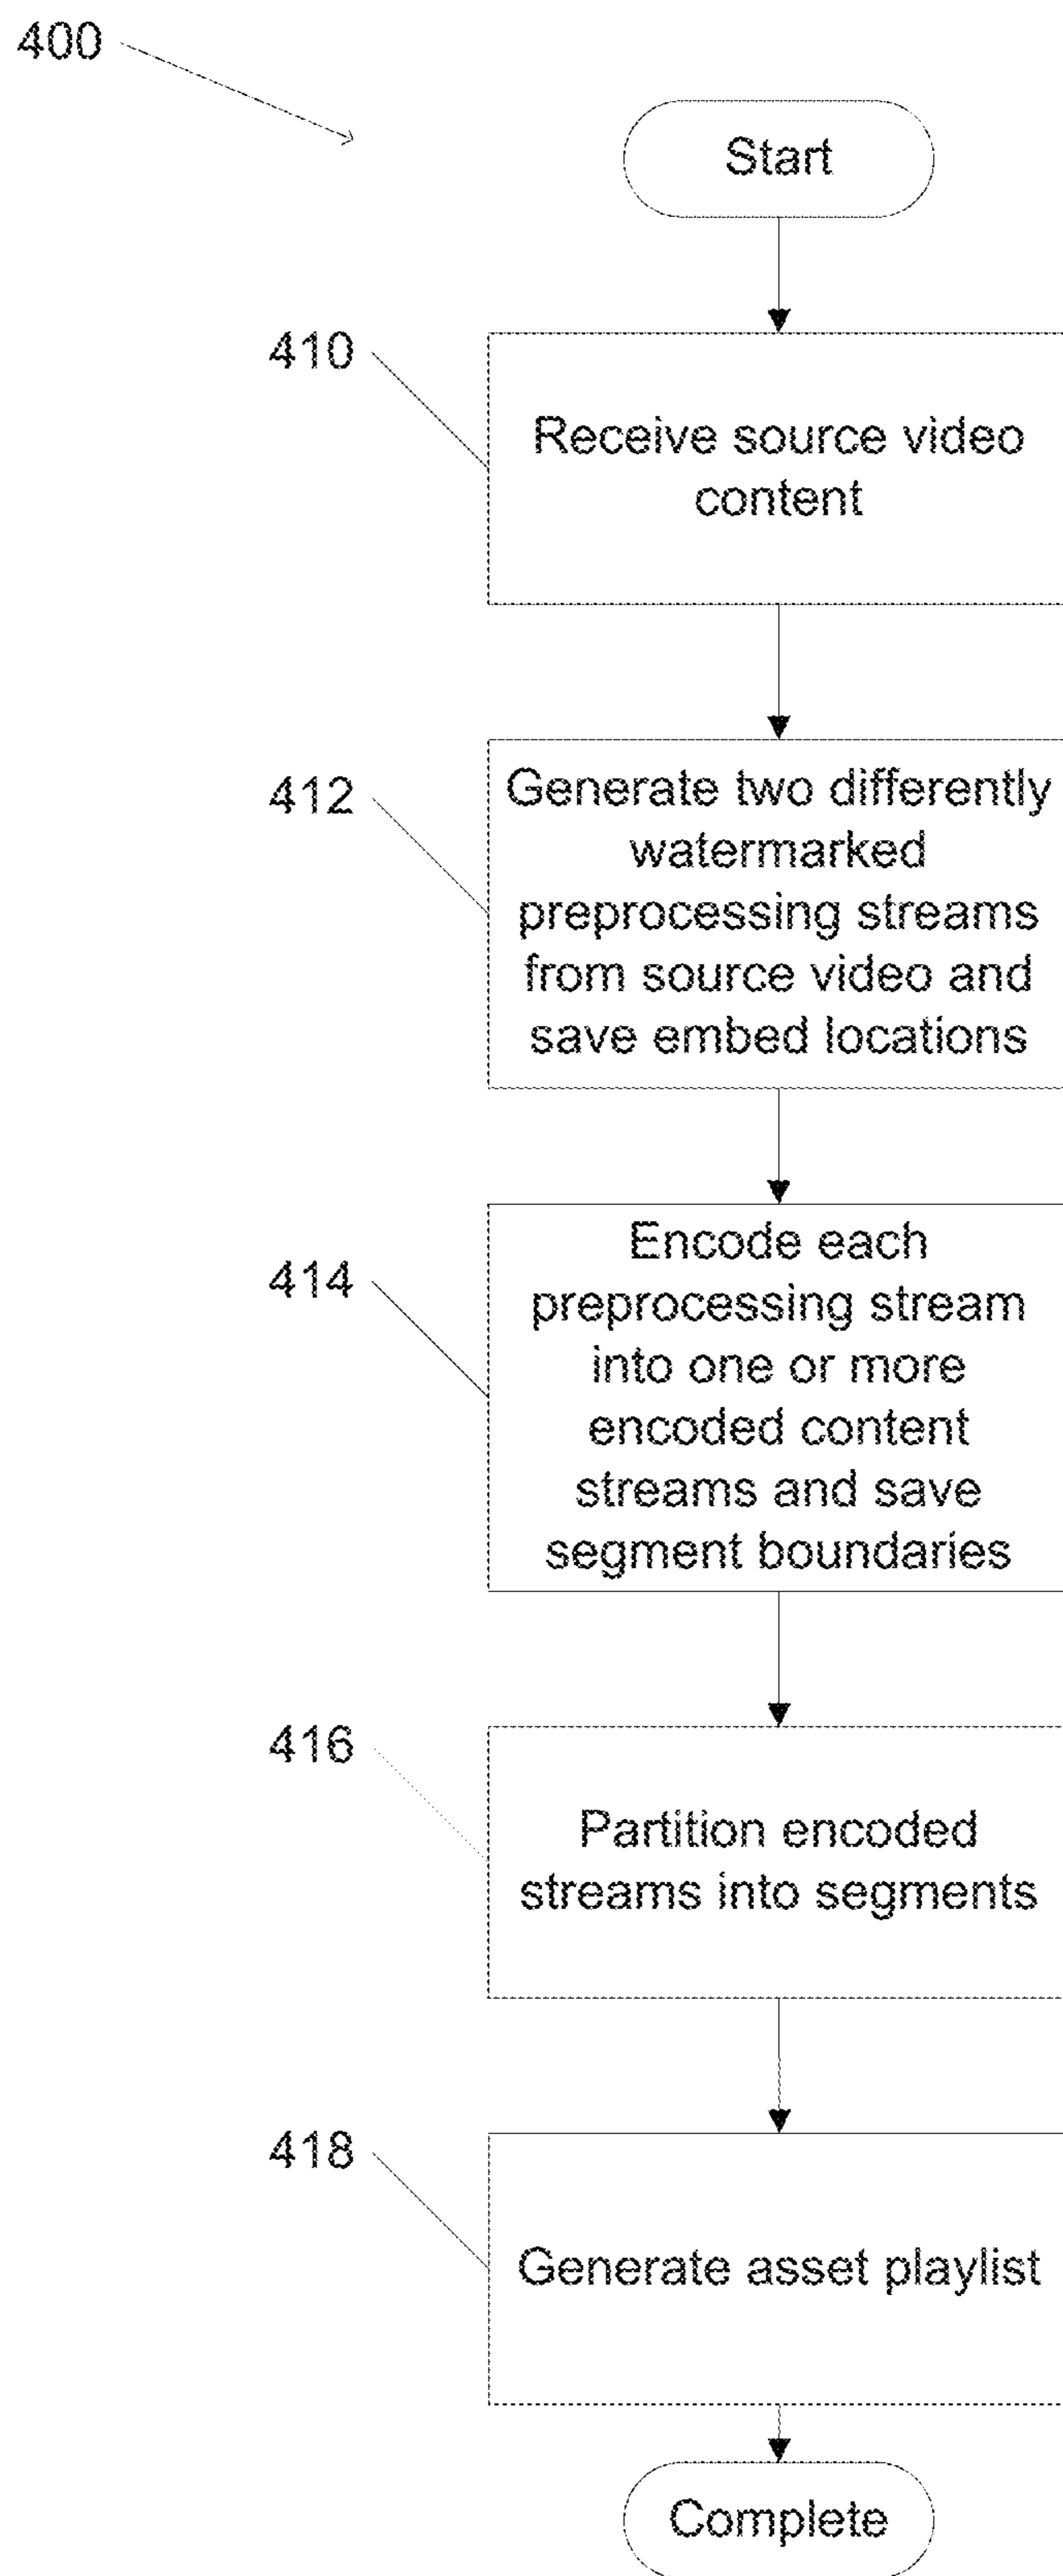 400
Start
410
Receive source video
content
412
Generate two differently
watermarked
preprocessing streams
from source video and
save embed locations
414
Encode each
preprocessing stream
into one or more
encoded content
streams and save
segment boundaries
416
Partition encoded
streams into segments
418
Generate asset playlist
Complete